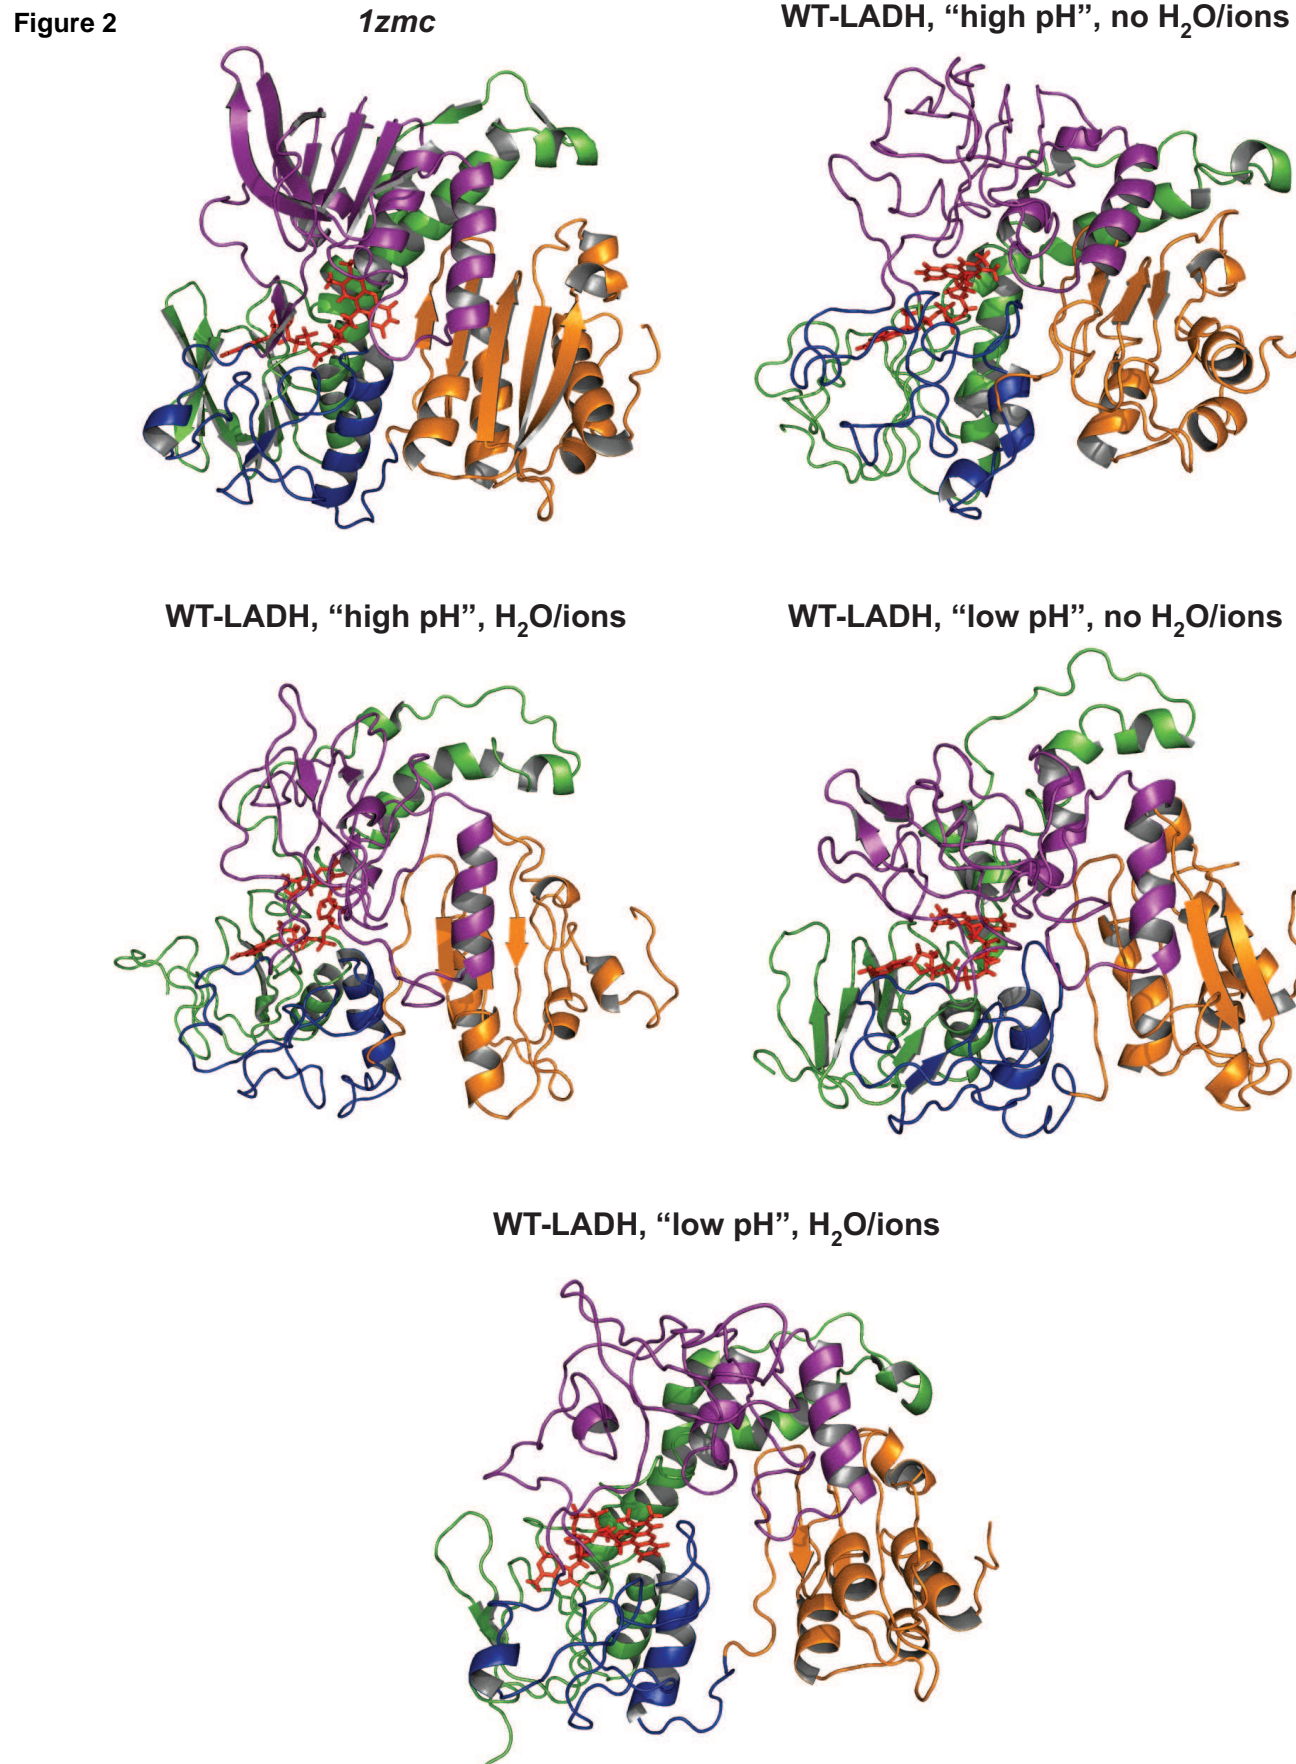 Figure 2
1zmc
WT-LADH, “high pH”, no H₂O/ions
WT-LADH, “high pH”, H₂O/ions
WT-LADH, “low pH”, no H₂O/ions
WT-LADH, “low pH”, H₂O/ions